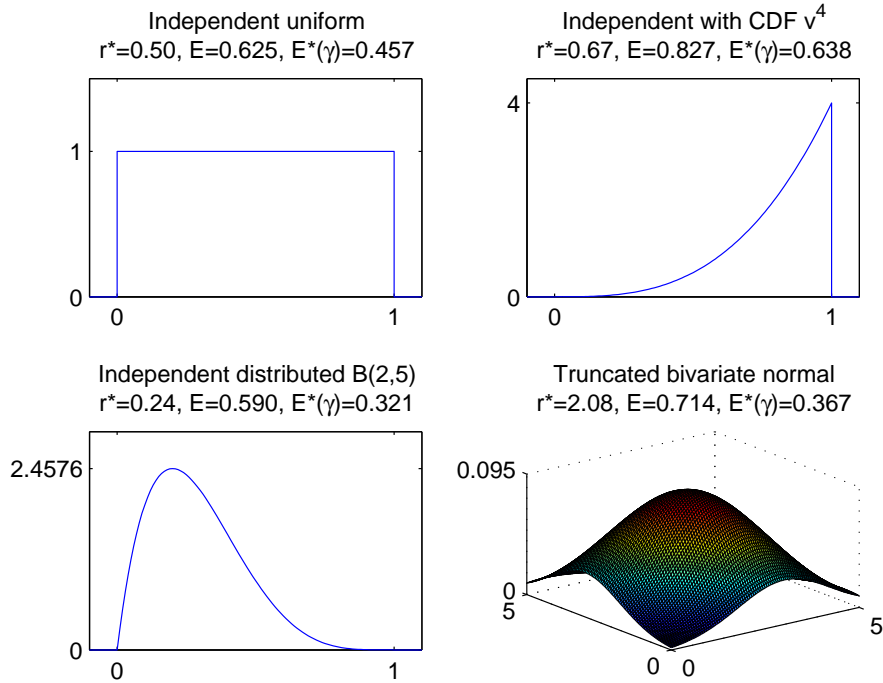 Independent uniform
r*=0.50, E=0.625, E*(γ)=0.457
1
0
0
1
Independent with CDF v⁴
r*=0.67, E=0.827, E*(γ)=0.638
4
0
0
1
Independent distributed B(2,5)
r*=0.24, E=0.590, E*(γ)=0.321
2.4576
0
0
1
Truncated bivariate normal
r*=2.08, E=0.714, E*(γ)=0.367
0.095
0
5
0
0
5